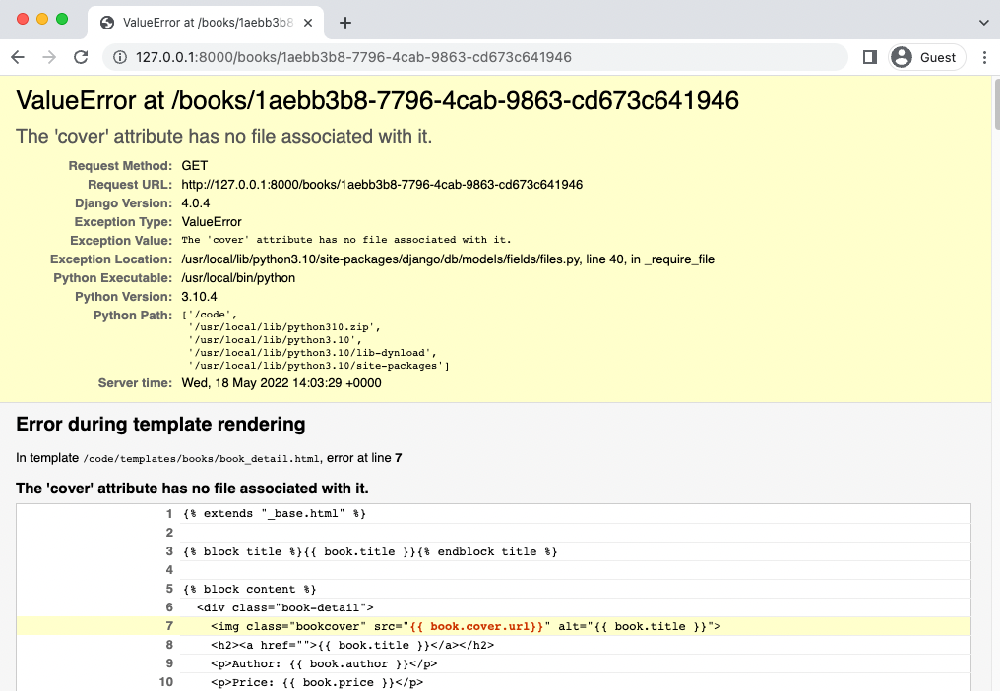 ValueError at /books/1aebb3b8
127.0.0.1:8000/books/1aebb3b8-7796-4cab-9863-cd673c641946
Guest
ValueError at /books/1aebb3b8-7796-4cab-9863-cd673c641946
The 'cover' attribute has no file associated with it.
Request Method: GET
Request URL: http://127.0.0.1:8000/books/1aebb3b8-7796-4cab-9863-cd673c641946
Django Version: 4.0.4
Exception Type: ValueError
Exception Value: The 'cover' attribute has no file associated with it.
Exception Location: /usr/local/lib/python3.10/site-packages/django/db/models/fields/files.py, line 40, in _require_file
Python Executable: /usr/local/bin/python
Python Version: 3.10.4
Python Path: ['/code',
'/usr/local/lib/python310.zip',
'/usr/local/lib/python3.10',
'/usr/local/lib/python3.10/lib-dynload',
'/usr/local/lib/python3.10/site-packages']
Server time: Wed, 18 May 2022 14:03:29 +0000
Error during template rendering
In template /code/templates/books/book_detail.html, error at line 7
The 'cover' attribute has no file associated with it.
1 {% extends "_base.html" %}
2
3 {% block title %}{{ book.title }}{% endblock title %}
4
5 {% block content %}
6 <div class="book-detail">
7 <img class="bookcover" src="{{ book.cover.url}}" alt="{{ book.title }}">
8 <h2><a href="">{{ book.title }}</a></h2>
9 <p>Author: {{ book.author }}</p>
10 <p>Price: {{ book.price }}</p>